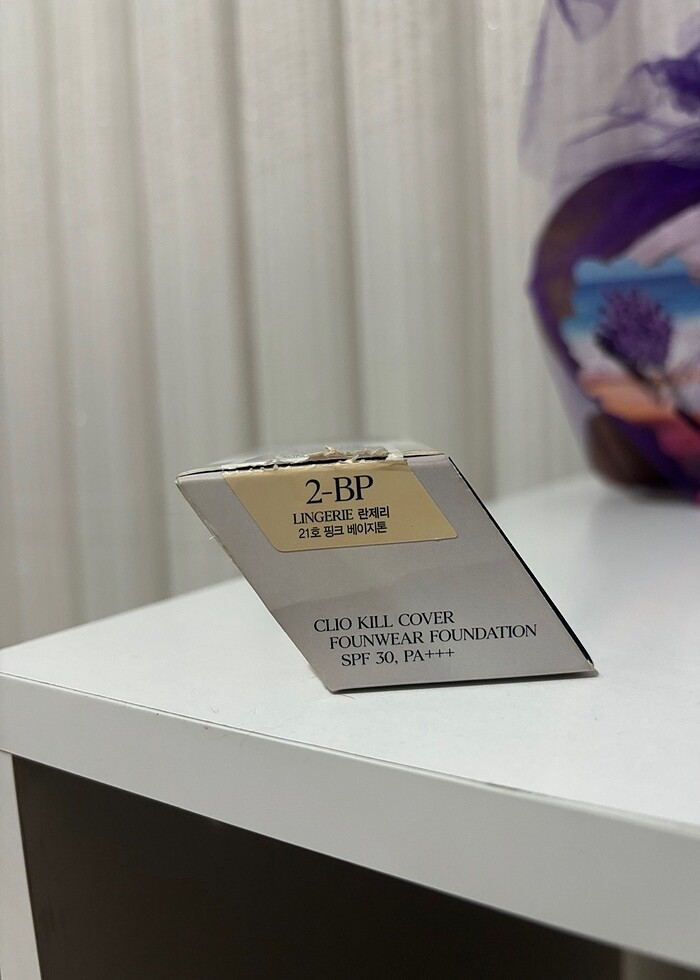 2-BP
LINGERIE 란제리
21호 핑크 베이지톤
CLIO KILL COVER
FOUNWEAR FOUNDATION
SPF 30, PA+++